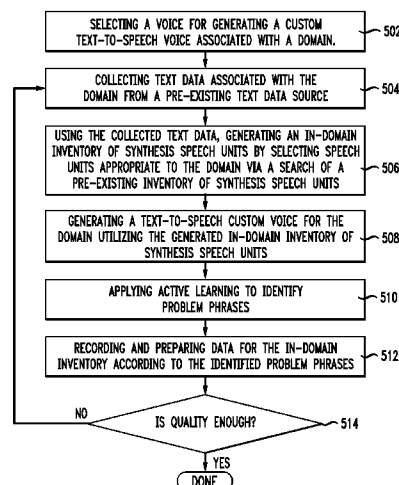 SELECTING A VOICE FOR GENERATING A CUSTOM
TEXT-TO-SPEECH VOICE ASSOCIATED WITH A DOMAIN.
502
COLLECTING TEXT DATA ASSOCIATED WITH THE
DOMAIN FROM A PRE-EXISTING TEXT DATA SOURCE
504
USING THE COLLECTED TEXT DATA, GENERATING AN IN-DOMAIN
INVENTORY OF SYNTHESIS SPEECH UNITS BY SELECTING SPEECH
UNITS APPROPRIATE TO THE DOMAIN VIA A SEARCH OF A
PRE-EXISTING INVENTORY OF SYNTHESIS SPEECH UNITS
506
GENERATING A TEXT-TO-SPEECH CUSTOM VOICE FOR THE
DOMAIN UTILIZING THE GENERATED IN-DOMAIN INVENTORY OF
SYNTHESIS SPEECH UNITS
508
APPLYING ACTIVE LEARNING TO IDENTIFY
PROBLEM PHRASES
510
RECORDING AND PREPARING DATA FOR THE IN-DOMAIN
INVENTORY ACCORDING TO THE IDENTIFIED PROBLEM PHRASES
512
NO
IS QUALITY ENOUGH?
514
YES
DONE